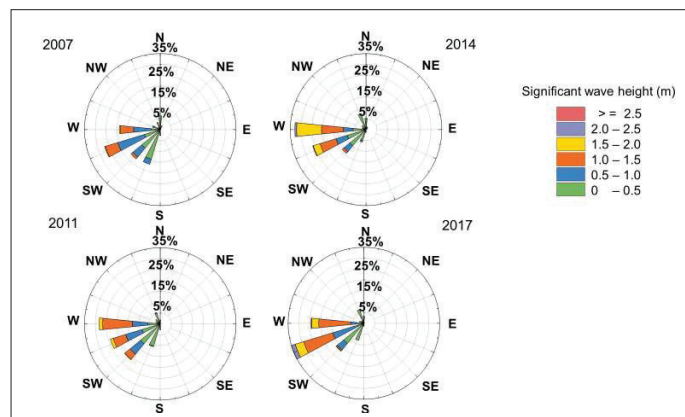 2007
N
35%
25%
15%
5%
NW
NE
W
E
SW
SE
S
2014
N
35%
25%
15%
5%
NW
NE
W
E
SW
SE
S
Significant wave height (m)
> = 2.5
2.0 – 2.5
1.5 – 2.0
1.0 – 1.5
0.5 – 1.0
0 – 0.5
2011
N
35%
25%
15%
5%
NW
NE
W
E
SW
SE
S
2017
N
35%
25%
15%
5%
NW
NE
W
E
SW
SE
S